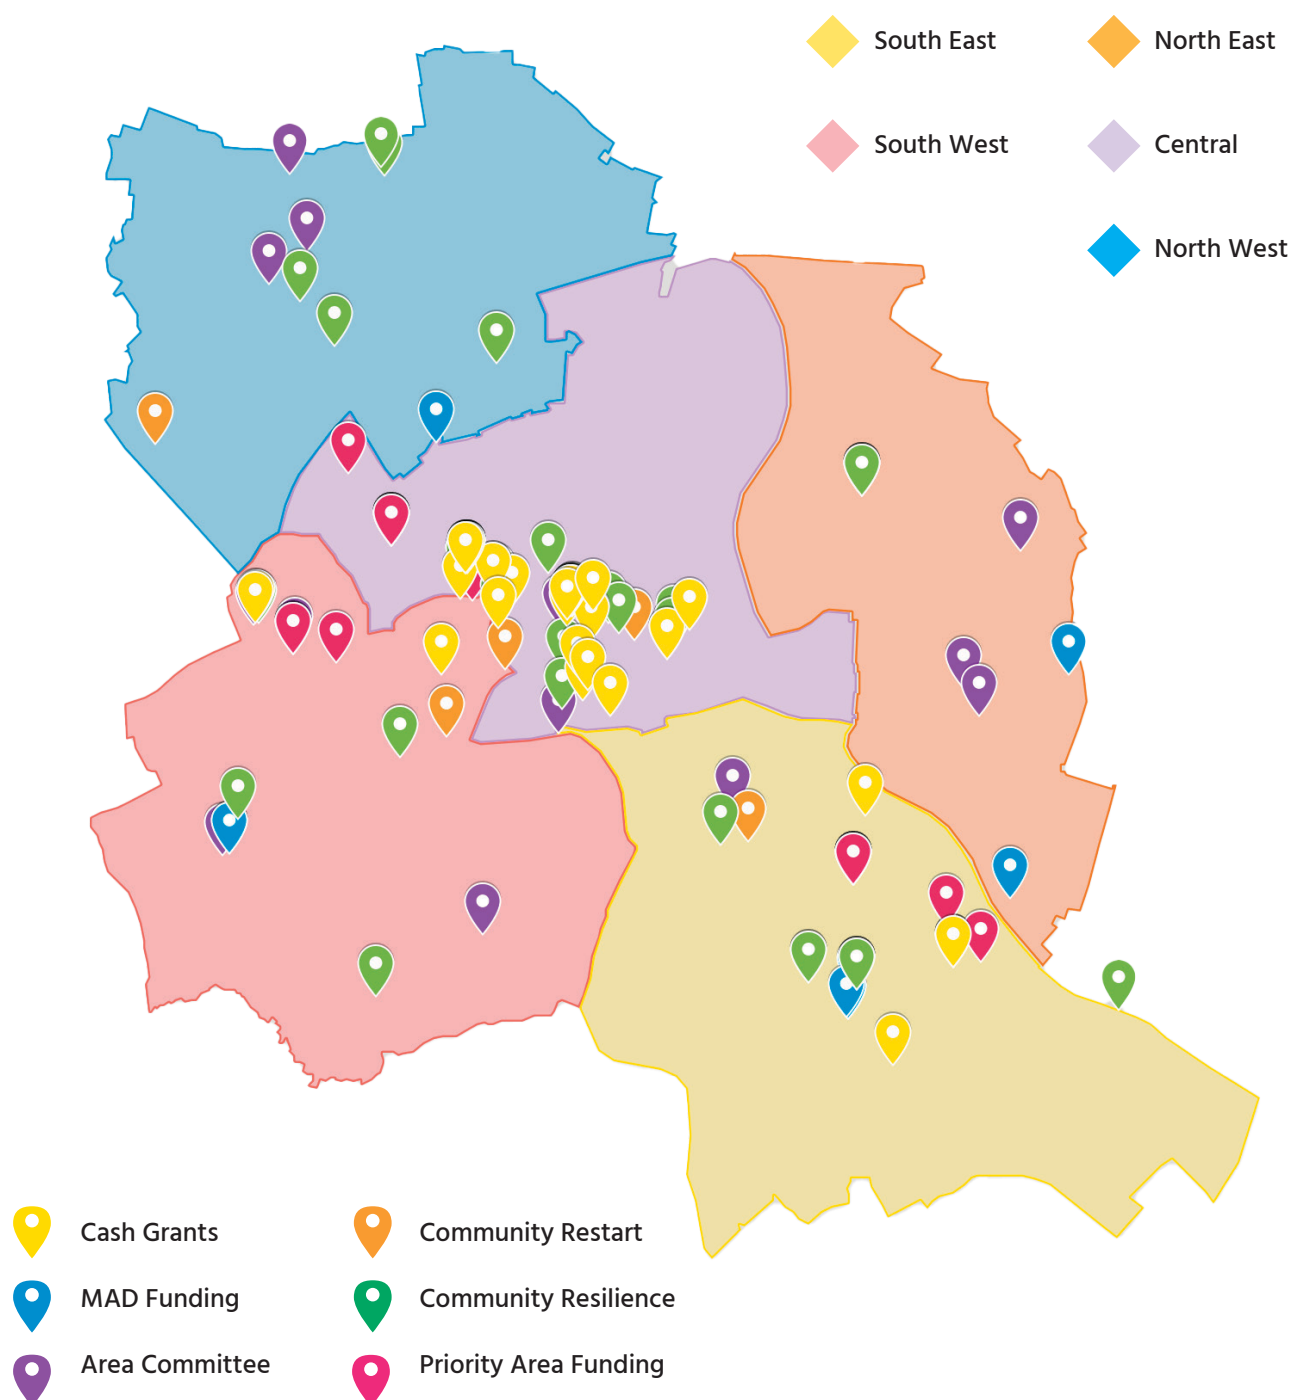 South East
North East
South West
Central
North West
Cash Grants
Community Restart
MAD Funding
Community Resilience
Area Committee
Priority Area Funding